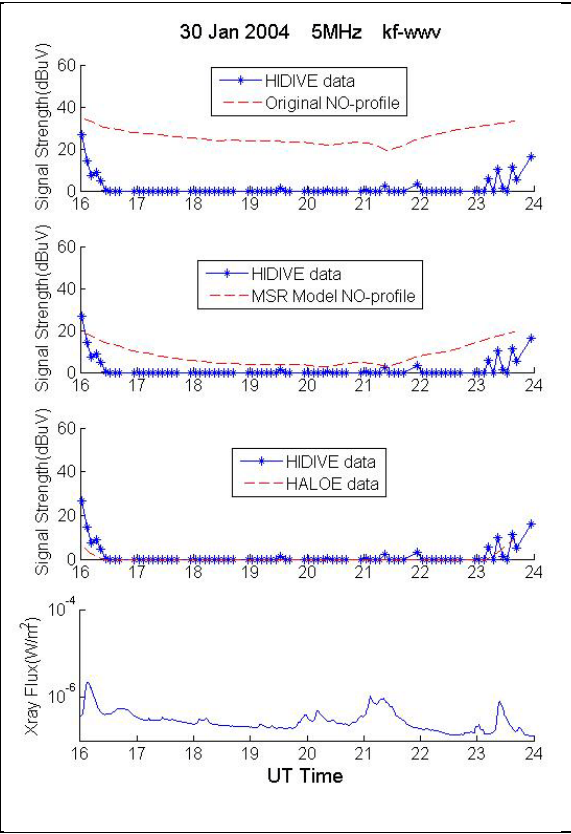 30 Jan 2004 5MHz kf-wwv
Signal Strength(dBuV)
60
40
20
0
HIDIVE data
Original NO-profile
16 17 18 19 20 21 22 23 24
Signal Strength(dBuV)
60
40
20
0
HIDIVE data
MSR Model NO-profile
16 17 18 19 20 21 22 23 24
Signal Strength(dBuV)
60
40
20
0
HIDIVE data
HALOE data
16 17 18 19 20 21 22 23 24
Xray Flux(W/m²)
10⁻⁴
10⁻⁶
16 17 18 19 20 21 22 23 24
UT Time